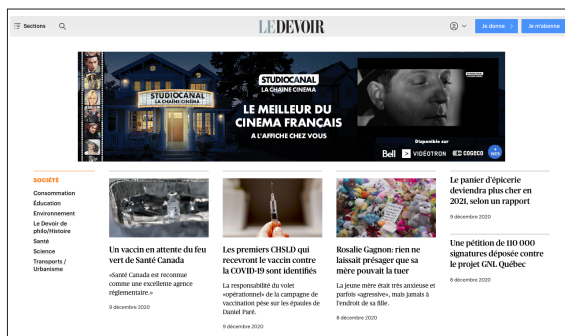 Sections
LE DEVOIR
Je donne
Je m'abonne
STUDIOCANAL
LA CHAÎNE CINÉMA
STUDIOCANAL
LA CHAÎNE CINÉMA
LE MEILLEUR DU
CINEMA FRANÇAIS
A L'AFFICHE CHEZ VOUS
Disponible sur
Bell
VIDÉOTRON
COGECO
SOCIÉTÉ
Consommation
Éducation
Environnement
Le Devoir de
philo/Histoire
Santé
Science
Transports /
Urbanisme
Un vaccin en attente du feu
vert de Santé Canada
«Santé Canada est reconnue
comme une excellente agence
réglementaire.»
9 décembre 2020
Les premiers CHSLD qui
recevront le vaccin contre
la COVID-19 sont identifiés
La responsabilité du volet
«opérationnel» de la campagne de
vaccination pèse sur les épaules de
Daniel Paré.
9 décembre 2020
Rosalie Gagnon: rien ne
laissait présager que sa
mère pouvait la tuer
La jeune mère était très anxieuse et
parfois «agressive», mais jamais à
l'endroit de sa fille.
8 décembre 2020
Le panier d'épicerie
deviendra plus cher en
2021, selon un rapport
9 décembre 2020
Une pétition de 110 000
signatures déposée contre
le projet GNL Québec
8 décembre 2020